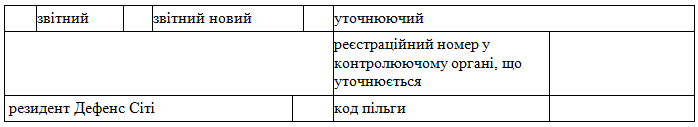 звітний звітний новий уточнюючий
реєстраційний номер у
контролюючому органі, що
уточнюється
резидент Дефенс Сіті код пільги